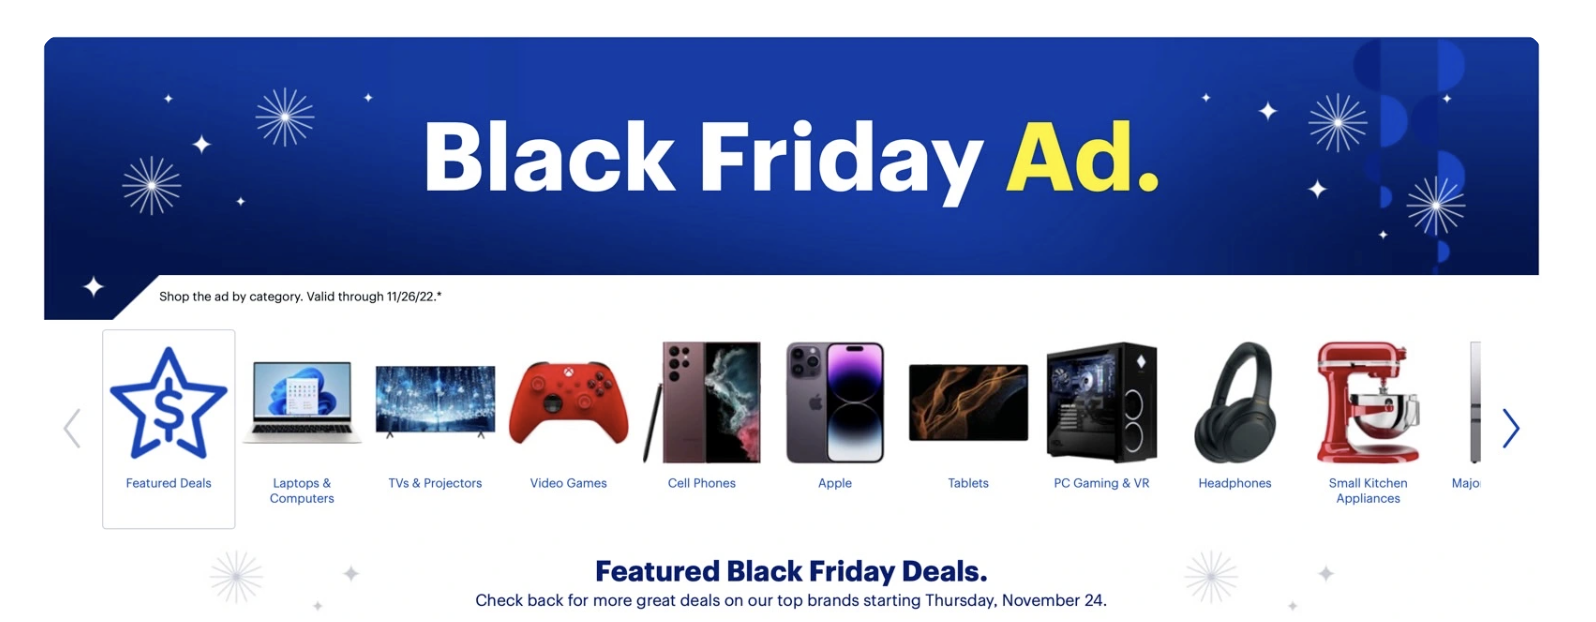 Black Friday Ad.
Shop the ad by category. Valid through 11/26/22.*
Featured Deals
Laptops &
Computers
TVs & Projectors
Video Games
Cell Phones
Apple
Tablets
PC Gaming & VR
Headphones
Small Kitchen
Appliances
Featured Black Friday Deals.
Check back for more great deals on our top brands starting Thursday, November 24.